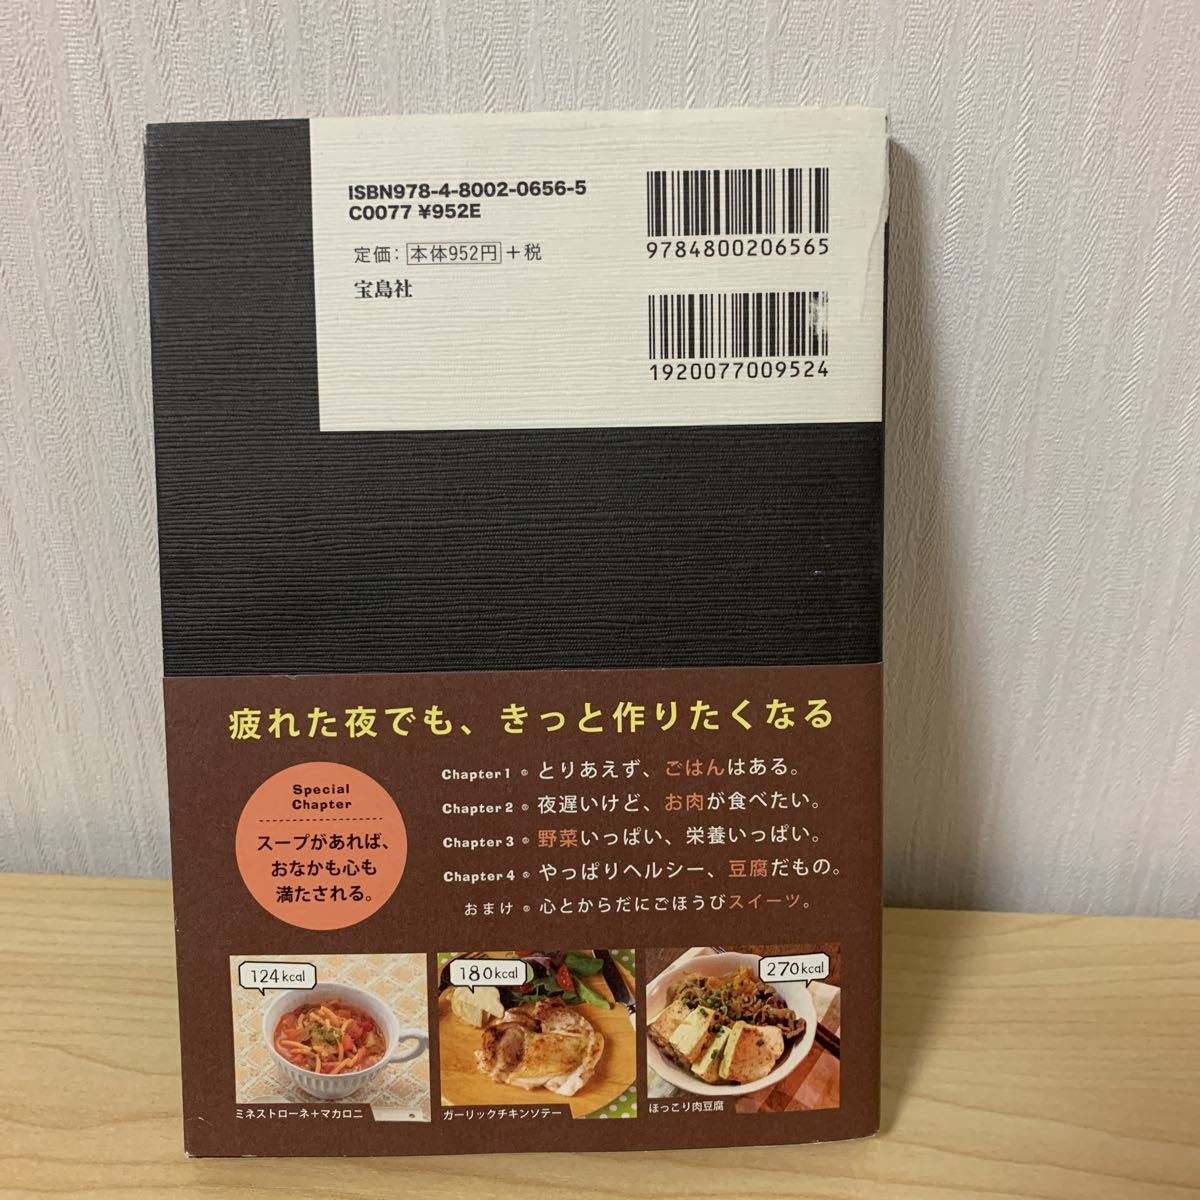 ISBN978-4-8002-0656-5
C0077 ¥952E
定価：本体952円＋税
宝島社
9784800206565
1920077009524
疲れた夜でも、きっと作りたくなる
Special
Chapter
スープがあれば、
おなかも心も
満たされる。
Chapter 1 とりあえず、ごはんはある。
Chapter 2 夜遅いけど、お肉が食べたい。
Chapter 3 野菜いっぱい、栄養いっぱい。
Chapter 4 やっぱりヘルシー、豆腐だもの。
おまけ 心とからだにごほうびスイーツ。
124kcal
ミネストローネ+マカロニ
180kcal
ガーリックチキンソテー
270kcal
ほっこり肉豆腐